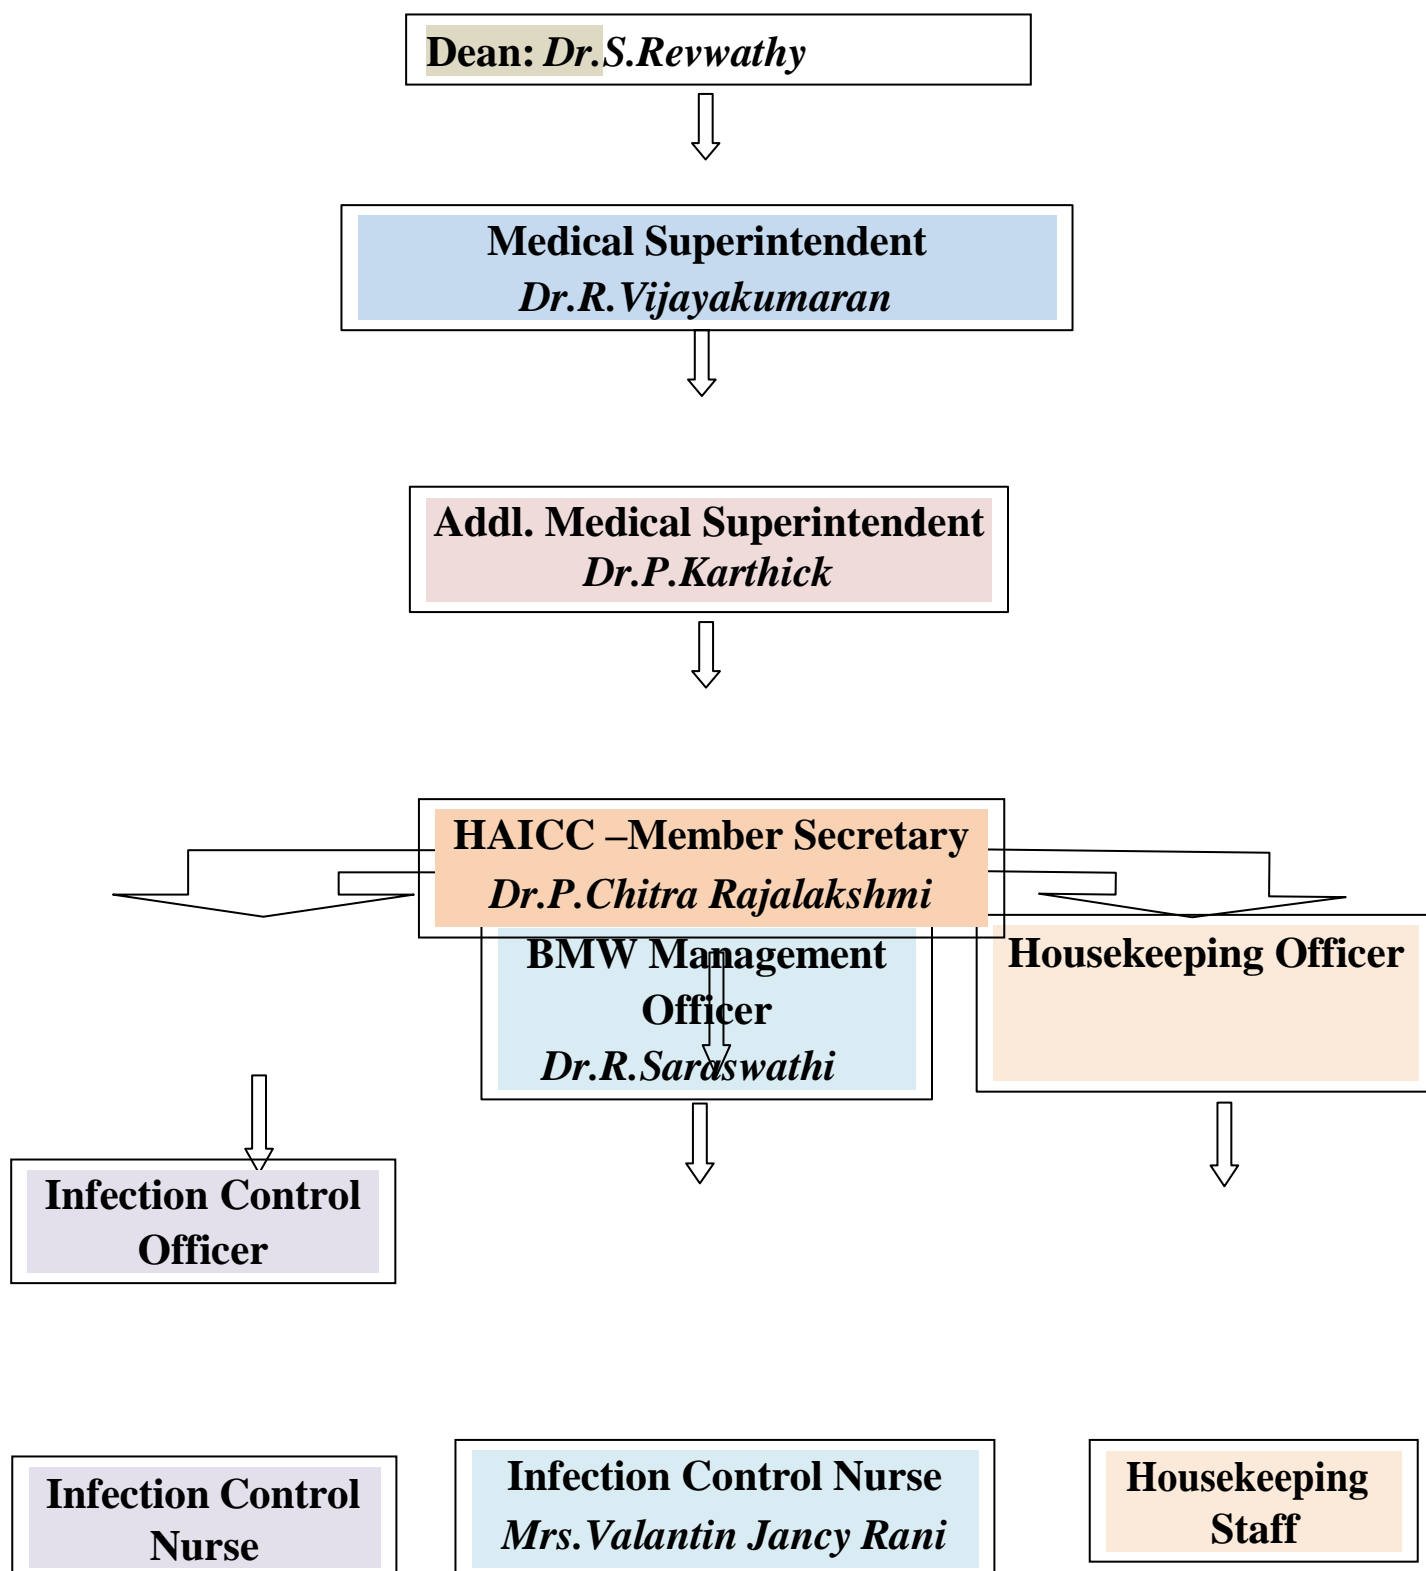 Dean: Dr.S.Revwathy
Medical Superintendent
Dr.R.Vijayakumaran
Addl. Medical Superintendent
Dr.P.Karthick
HAICC –Member Secretary
Dr.P.Chitra Rajalakshmi
BMW Management
Officer
Dr.R.Saraswathi
Housekeeping Officer
Infection Control
Officer
Infection Control
Nurse
Infection Control Nurse
Mrs.Valantin Jancy Rani
Housekeeping
Staff